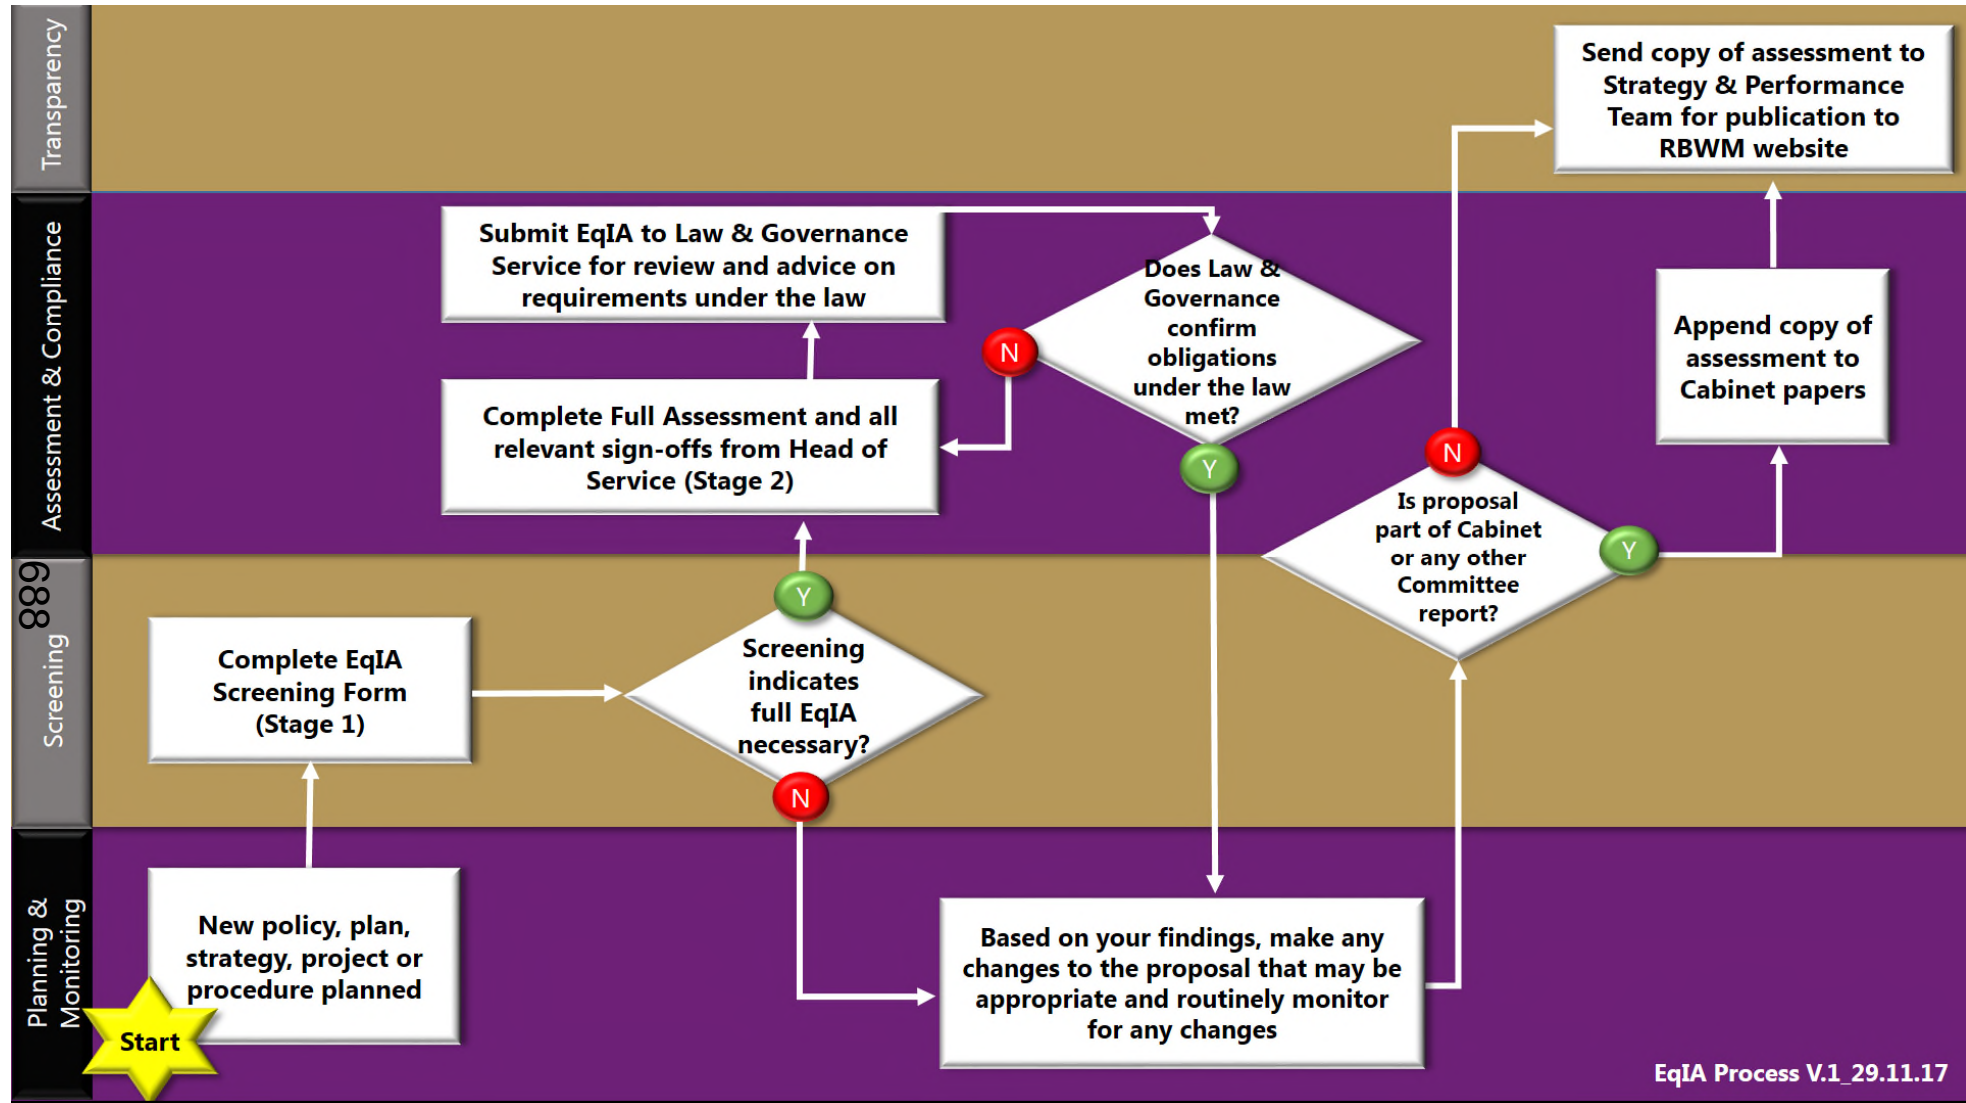 Transparency
Send copy of assessment to
Strategy & Performance
Team for publication to
RBWM website
Assessment & Compliance
Submit EqIA to Law & Governance
Service for review and advice on
requirements under the law
Does Law &
Governance
confirm
obligations
under the law
met?
N
Y
Complete Full Assessment and all
relevant sign-offs from Head of
Service (Stage 2)
Append copy of
assessment to
Cabinet papers
N
Is proposal
part of Cabinet
or any other
Committee
report?
Y
889
Screening
Complete EqIA
Screening Form
(Stage 1)
Y
Screening
indicates
full EqIA
necessary?
N
Planning &
Monitoring
New policy, plan,
strategy, project or
procedure planned
Start
Based on your findings, make any
changes to the proposal that may be
appropriate and routinely monitor
for any changes
EqIA Process V.1_29.11.17